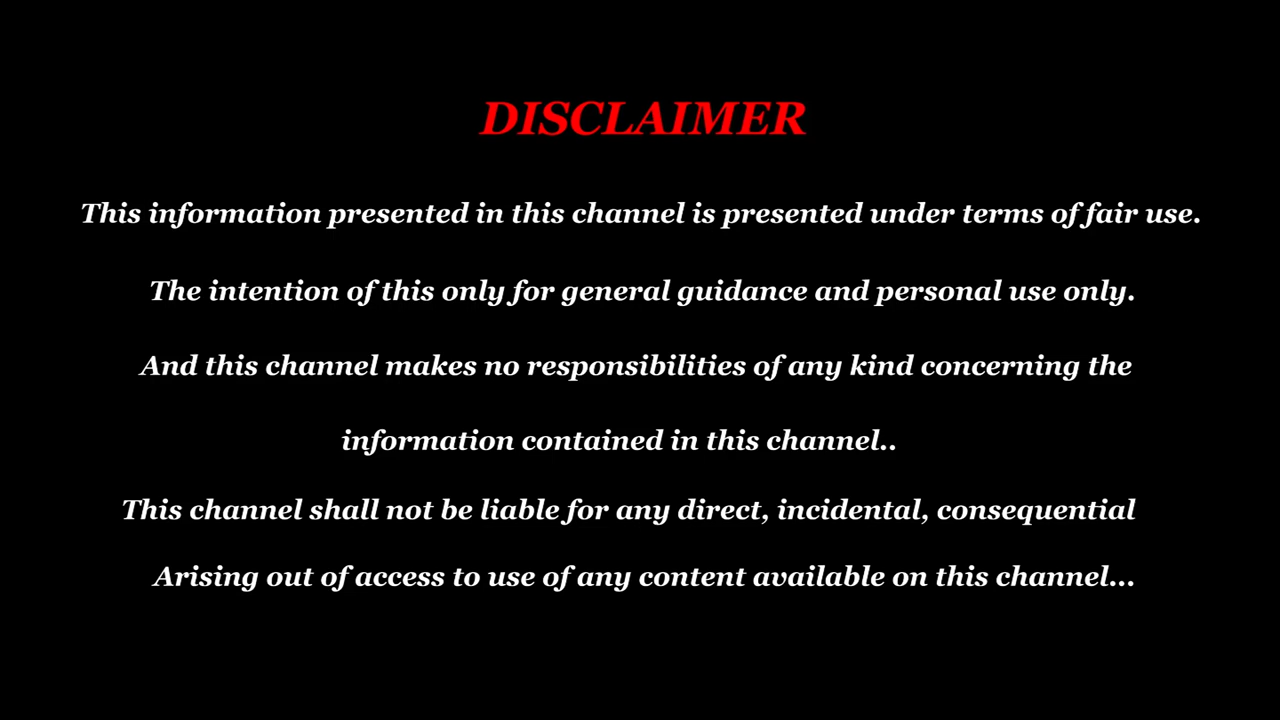 DISCLAIMER
This information presented in this channel is presented under terms of fair use.
The intention of this only for general guidance and personal use only.
And this channel makes no responsibilities of any kind concerning the
information contained in this channel..
This channel shall not be liable for any direct, incidental, consequential
Arising out of access to use of any content available on this channel...